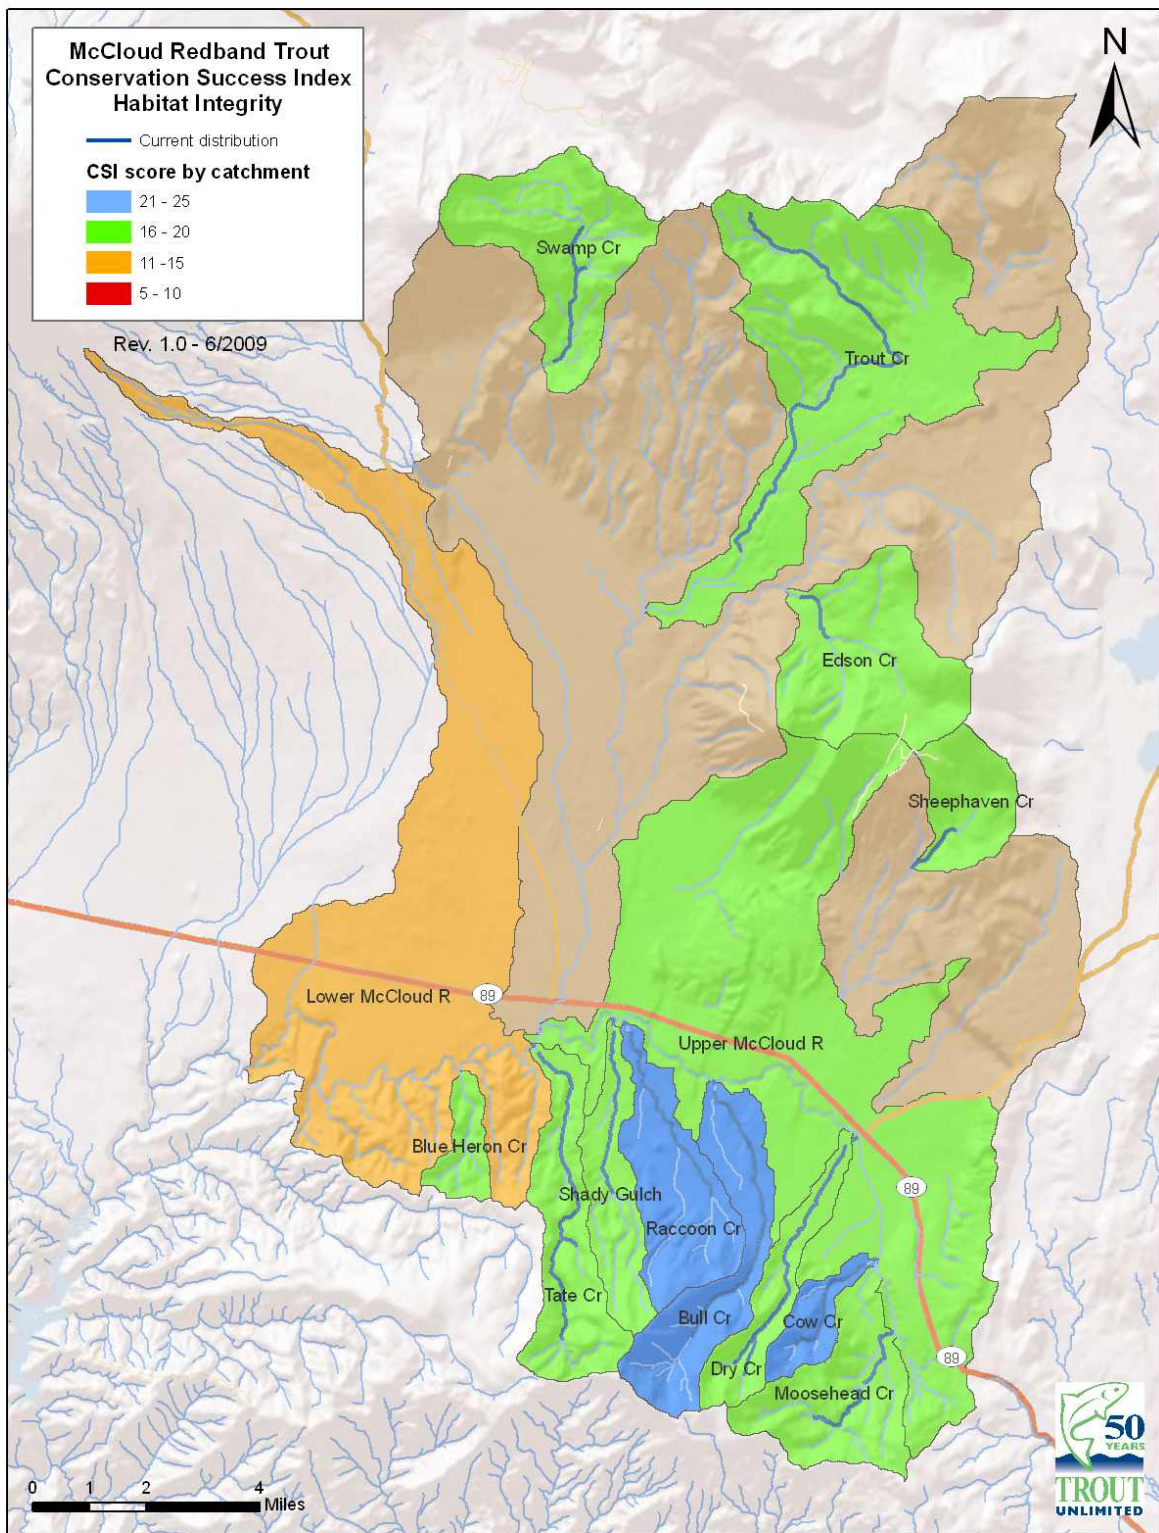 McCloud Redband Trout
Conservation Success Index
Habitat Integrity
Current distribution
CSI score by catchment
21 - 25
16 - 20
11 -15
5 - 10
Rev. 1.0 - 6/2009
N
Swamp Cr
Trout Cr
Edson Cr
Sheephaven Cr
Lower McCloud R
89
Upper McCloud R
Blue Heron Cr
89
Shady Gulch
Raccoon Cr
Tate Cr
Bull Cr
Cow Cr
Dry Cr
89
Moosehead Cr
50
YEARS
TROUT
UNLIMITED
0 1 2 4
Miles